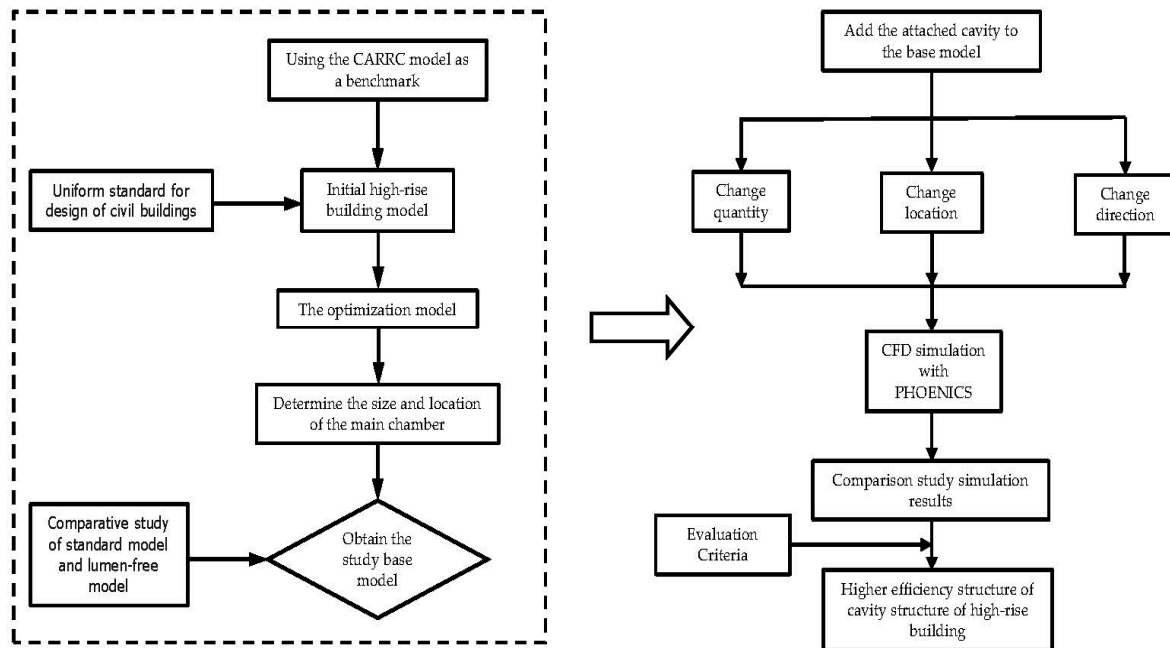 Using the CARRC model as
a benchmark
Uniform standard for
design of civil buildings
Initial high-rise
building model
The optimization model
Determine the size and location
of the main chamber
Comparative study
of standard model
and lumen-free
model
Obtain the
study base
model
Add the attached cavity to
the base model
Change
quantity
Change
location
Change
direction
CFD simulation
with
PHOENICS
Comparison study simulation
results
Evaluation
Criteria
Higher efficiency structure of
cavity structure of high-rise
building